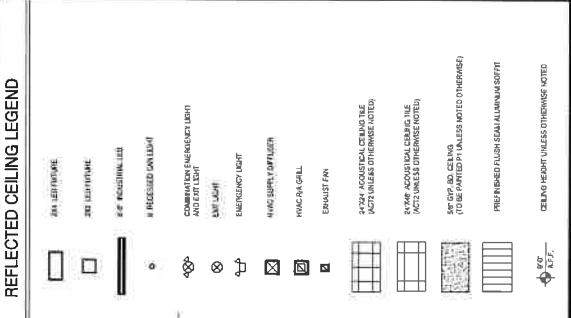 REFLECTED CEILING LEGEND
2X4 LED FIXTURE
2X2 LED FIXTURE
8'-0" INDUSTRIAL LED
RECESSED CAN LIGHT
COMBINATION EMERGENCY LIGHT
AND EXIT LIGHT
EXIT LIGHT
EMERGENCY LIGHT
HVAC SUPPLY DIFFUSER
HVAC R/A GRILL
EXHAUST FAN
24"X24" ACOUSTICAL CEILING TILE
(ACT2 UNLESS OTHERWISE NOTED)
24"X48" ACOUSTICAL CEILING TILE
(ACT2 UNLESS OTHERWISE NOTED)
5/8" GYP. BD. CEILING
(TO BE PAINTED P1 UNLESS NOTED OTHERWISE)
PREFINISHED FLUSH SEAM ALUMINUM SOFFIT
9'-0"
A.F.F.
CEILING HEIGHT UNLESS OTHERWISE NOTED